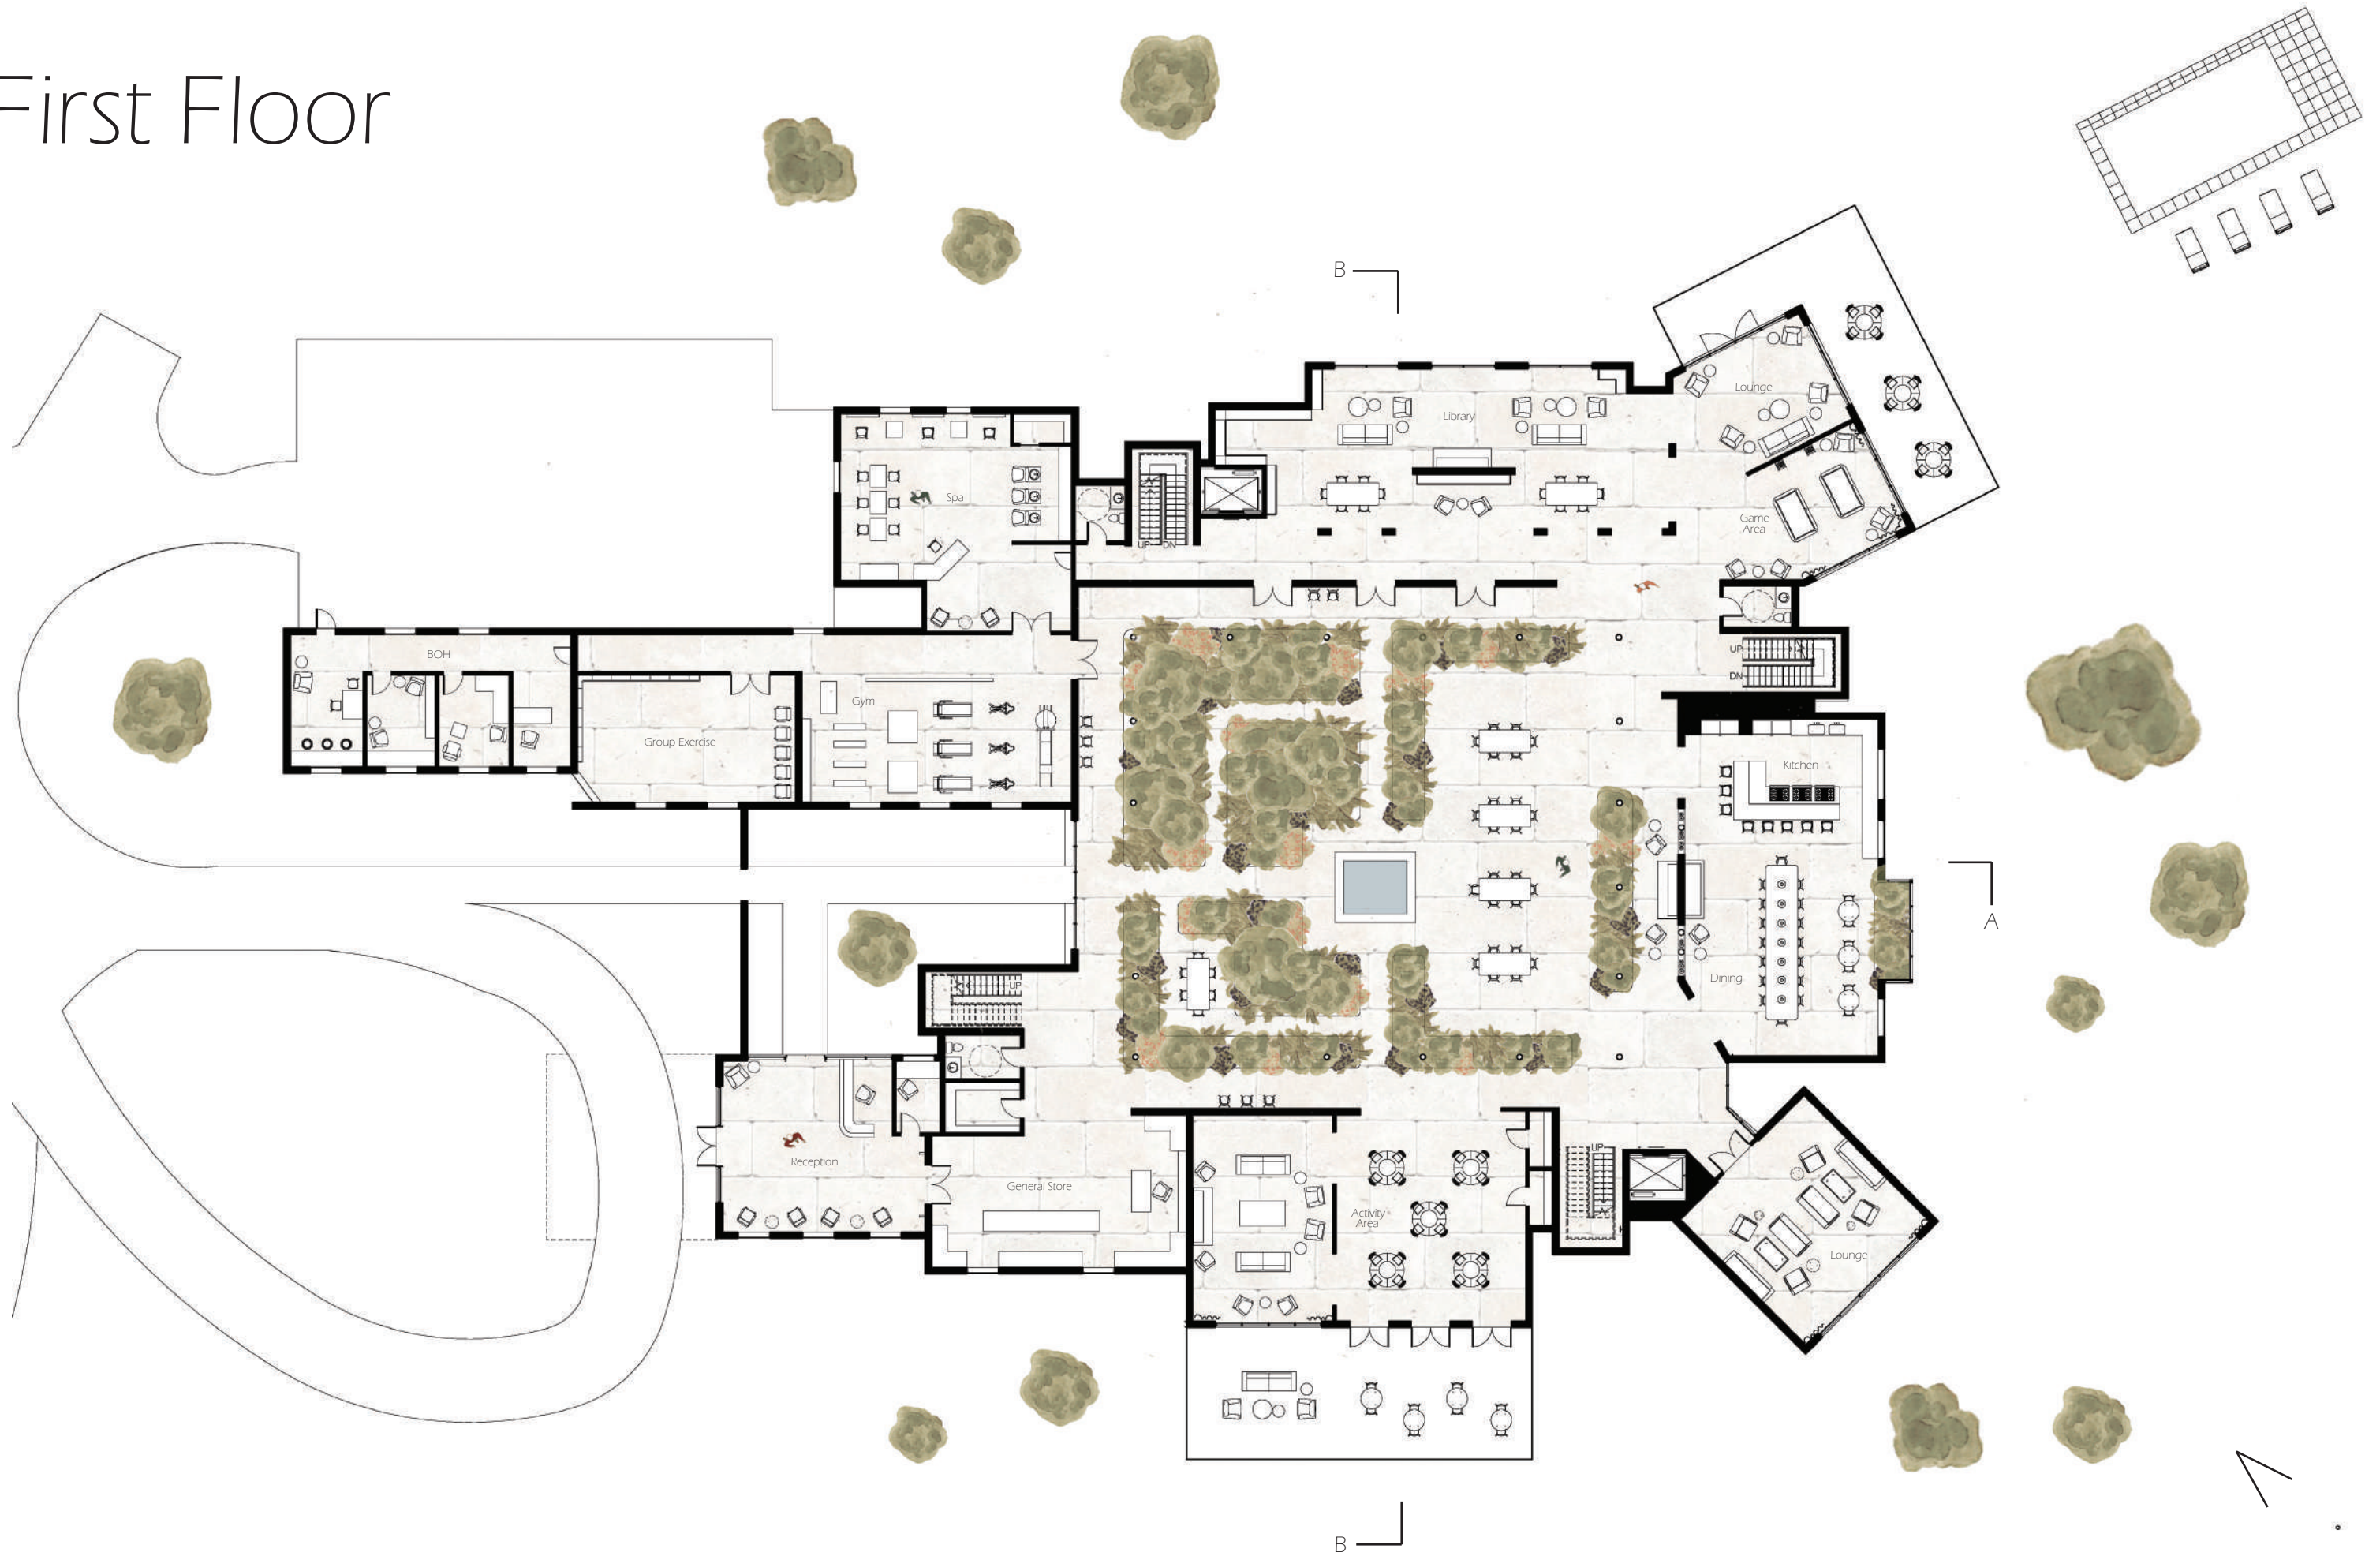 First Floor
B
Lounge
Library
Spa
Game
Area
UP
DN
UP
DN
BOH
Gym
Group Exercise
Kitchen
A
Dining
UP
UP
Reception
General Store
Activity
Area
Lounge
B